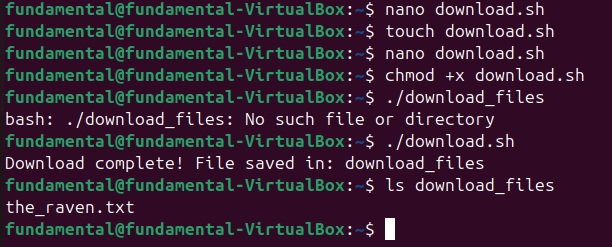 fundamental@fundamental-VirtualBox:~$ nano download.sh
fundamental@fundamental-VirtualBox:~$ touch download.sh
fundamental@fundamental-VirtualBox:~$ nano download.sh
fundamental@fundamental-VirtualBox:~$ chmod +x download.sh
fundamental@fundamental-VirtualBox:~$ ./download_files
bash: ./download_files: No such file or directory
fundamental@fundamental-VirtualBox:~$ ./download.sh
Download complete! File saved in: download_files
fundamental@fundamental-VirtualBox:~$ ls download_files
the_raven.txt
fundamental@fundamental-VirtualBox:~$